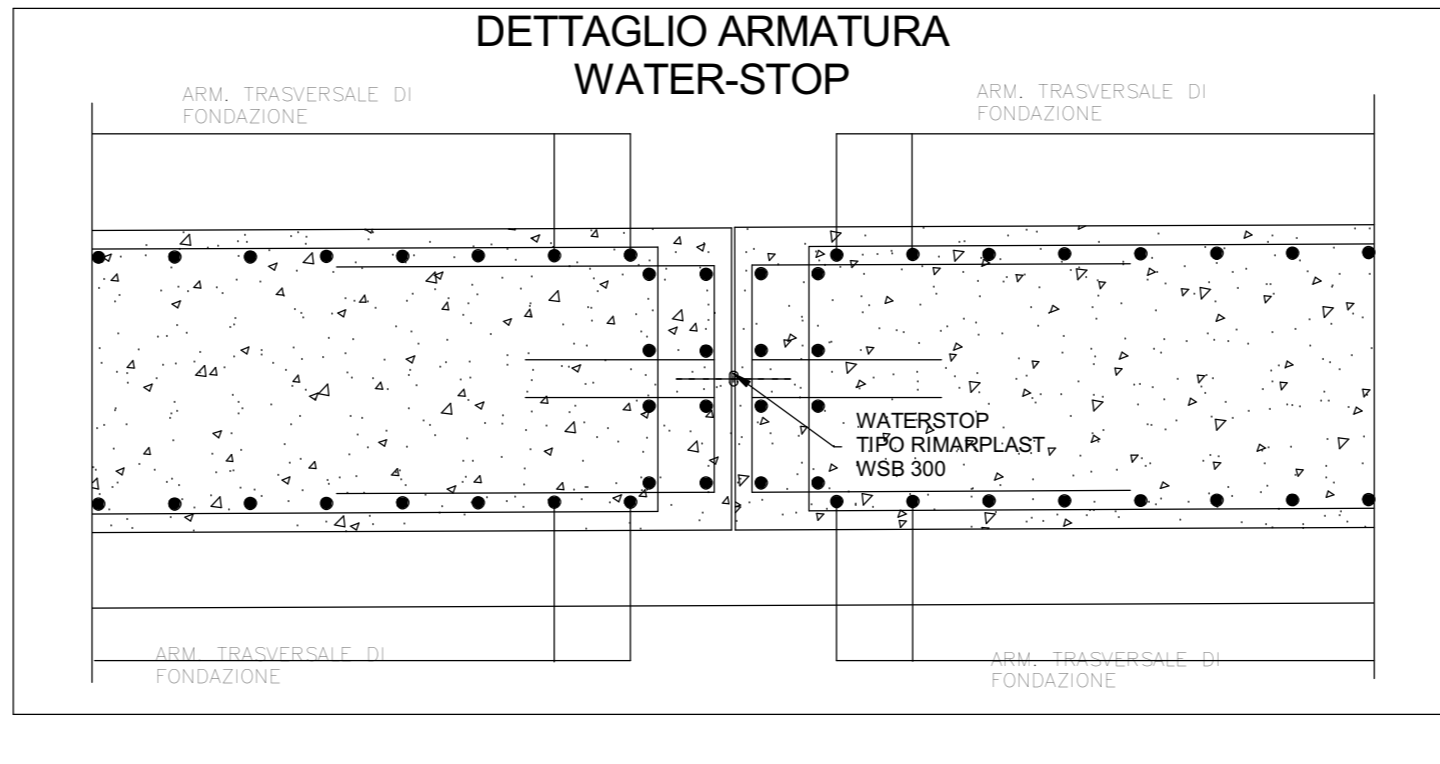 DETTAGLIO ARMATURA
WATER-STOP
ARM. TRASVERSALE DI
FONDAZIONE
ARM. TRASVERSALE DI
FONDAZIONE
WATERSTOP
TIPO RIMARPLAST
WSB 300
ARM. TRASVERSALE DI
FONDAZIONE
ARM. TRASVERSALE DI
FONDAZIONE